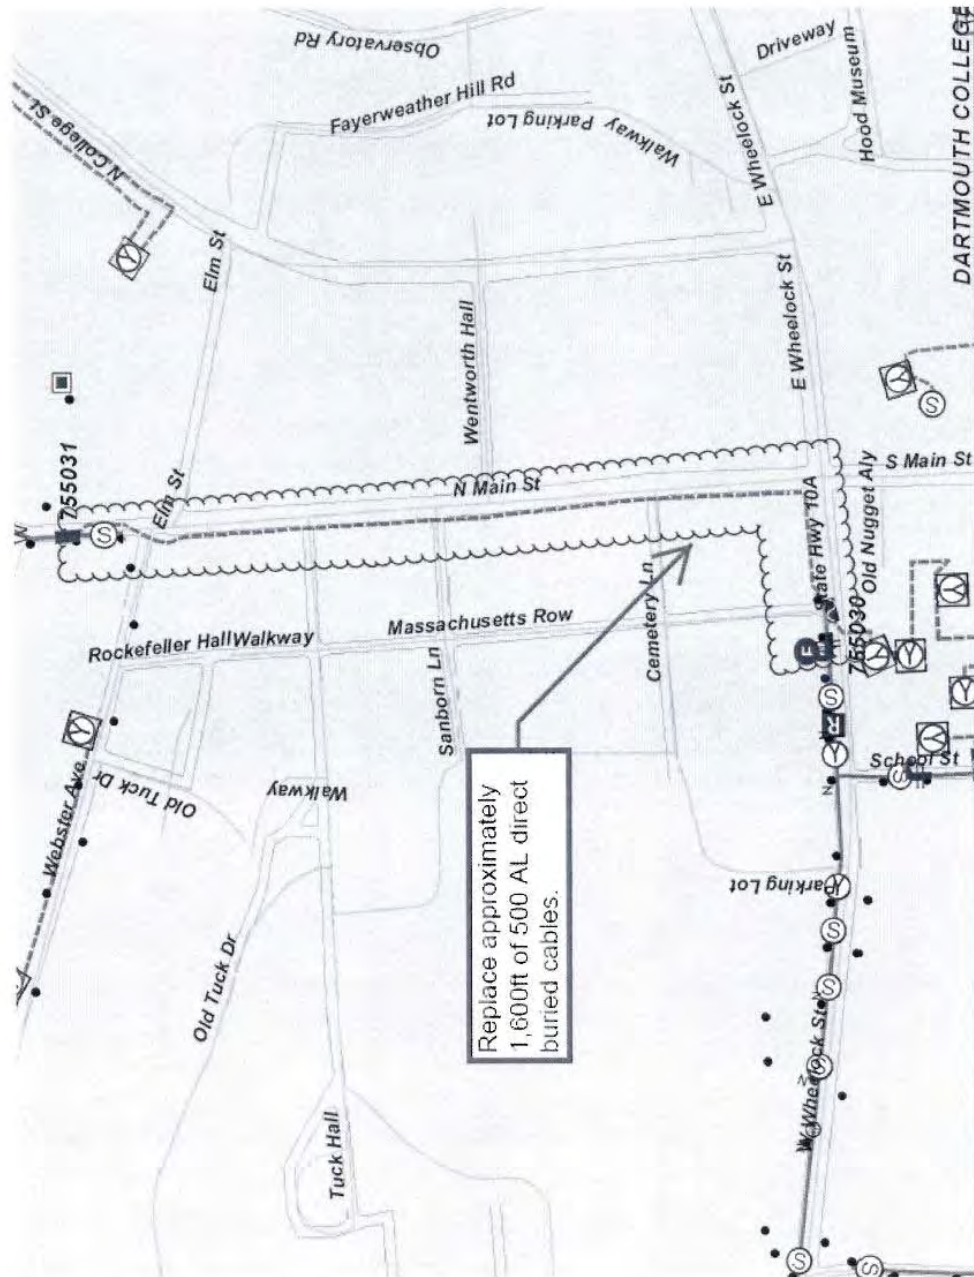 Observatory Rd
Driveway
DARTMOUTH COLLEGE
N College St
Fayerweather Hill Rd
Parking Lot
Walkway
E Wheelock St
Hood Museum
Y
Elm St
Wentworth Hall
E Wheelock St
Y
S
755031
N Main St
S Main St
Elm St
S
State Hwy 10A
Old Nugget Aly
Rockefeller Hall
Walkway
Massachusetts Row
Cemetery Ln
755030
Y
Y
Y
Sanborn Ln
S
R
Y
Y
Y
Y
School St
S
Webster Ave
Old Tuck Dr
Walkway
N
Parking Lot
Y
S
S
Replace approximately
1,600ft of 500 AL direct
buried cables.
Old Tuck Dr
W Wheelock St
Tuck Hall
S
S